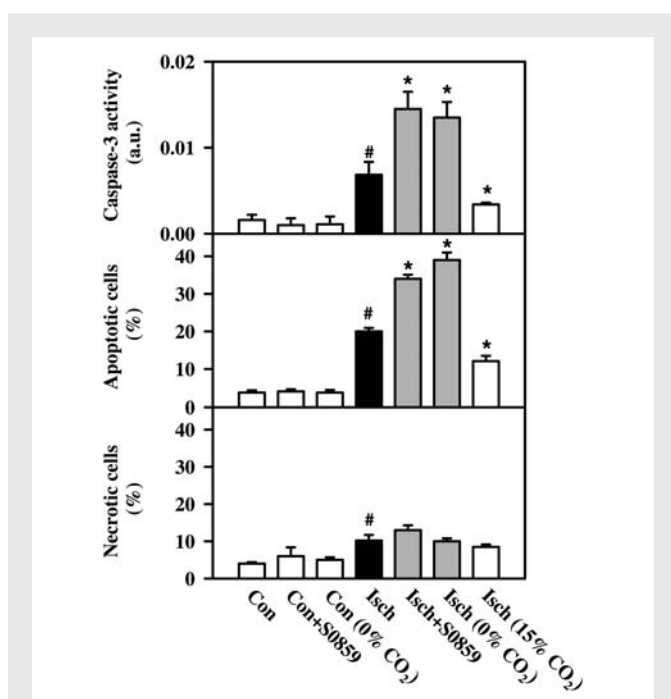 Caspase-3 activity
(a.u.)
0.02
0.01
0.00
#
*
*
*
Apoptotic cells
(%)
40
30
20
10
0
#
*
*
*
Necrotic cells
(%)
40
30
20
10
0
#
Con
Con+S0859
Con (0% CO₂)
Isch
Isch+S0859
Isch (0% CO₂)
Isch (15% CO₂)